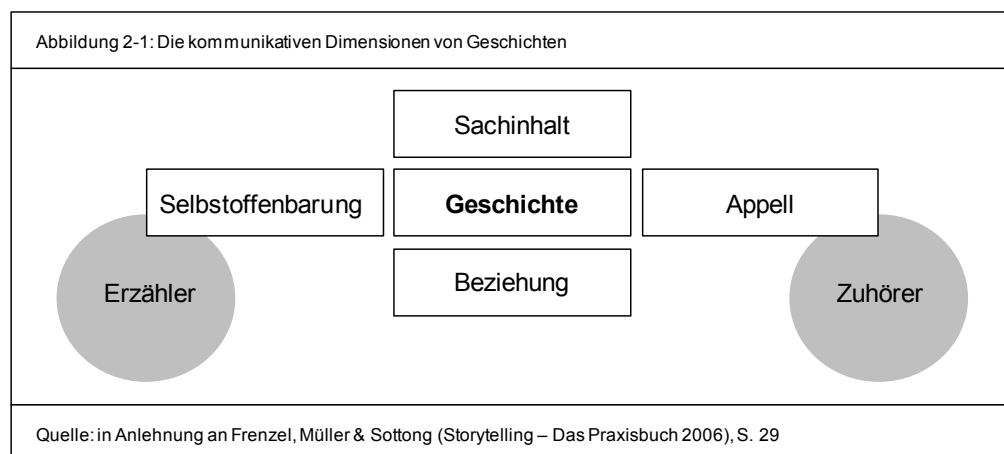 Abbildung 2-1: Die kommunikativen Dimensionen von Geschichten
Sachinhalt
Selbstoffenbarung
Geschichte
Appell
Beziehung
Erzähler
Zuhörer
Quelle: in Anlehnung an Frenzel, Müller & Sottong (Storytelling – Das Praxisbuch 2006), S. 29